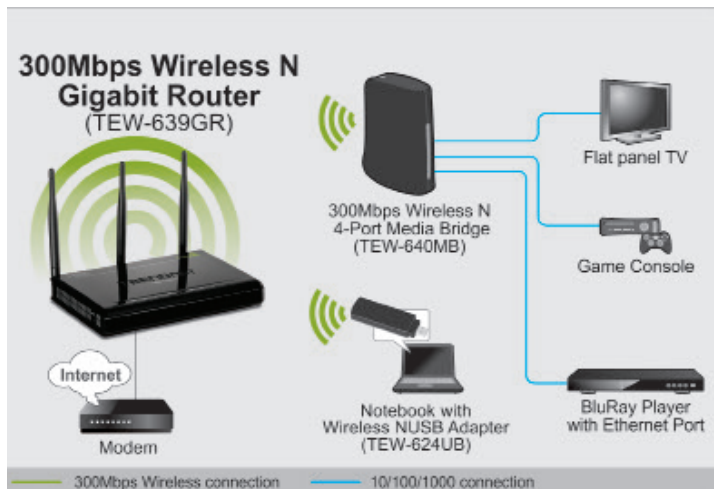 300Mbps Wireless N
Gigabit Router
(TEW-639GR)
TRENDNET
Internet
Modem
300Mbps Wireless N
4-Port Media Bridge
(TEW-640MB)
Notebook with
Wireless NUSB Adapter
(TEW-624UB)
Flat panel TV
Game Console
BluRay Player
with Ethernet Port
300Mbps Wireless connection
10/100/1000 connection